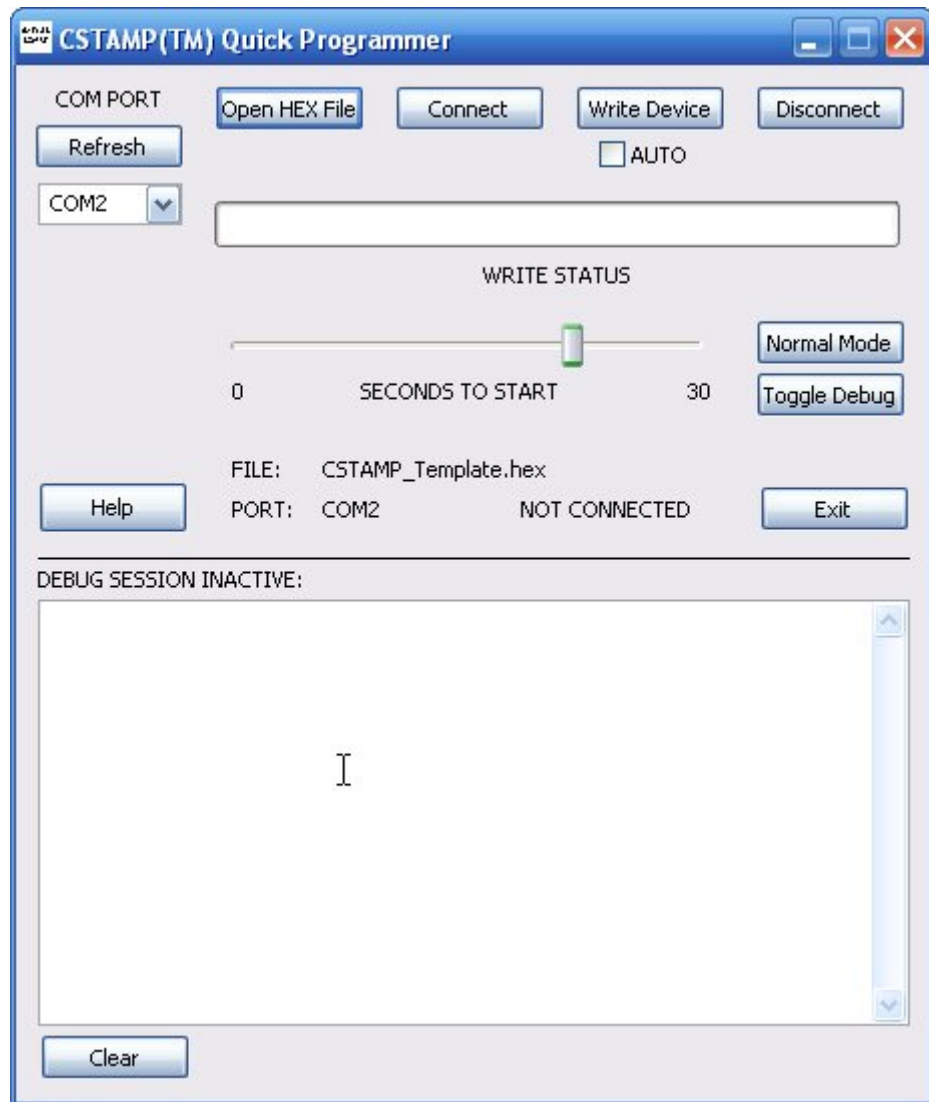 CSTAMP(TM) Quick Programmer
COM PORT
Open HEX File
Connect
Write Device
Disconnect
Refresh
AUTO
COM2
WRITE STATUS
Normal Mode
0 SECONDS TO START 30
Toggle Debug
FILE: CSTAMP_Template.hex
Help
PORT: COM2 NOT CONNECTED
Exit
DEBUG SESSION INACTIVE:
Clear